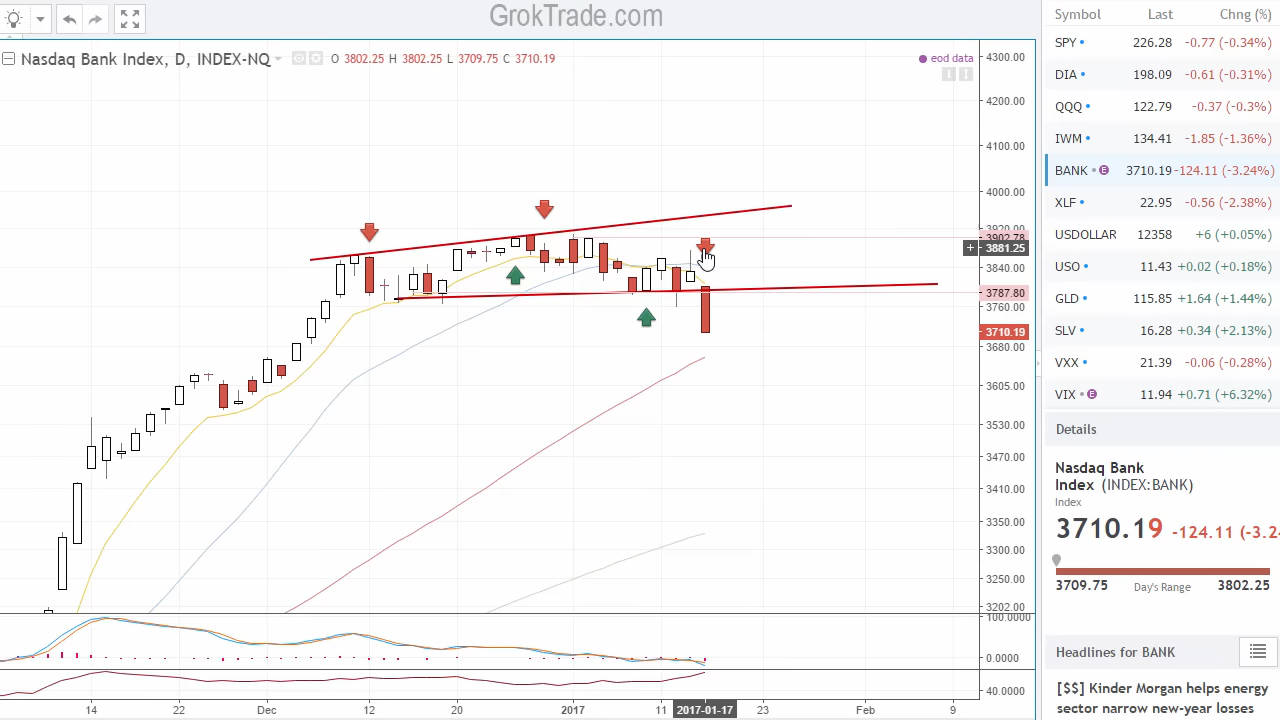 GrokTrade.com
Nasdaq Bank Index, D, INDEX-NQ O 3802.25 H 3802.25 L 3709.75 C 3710.19
eod data
4300.00
4200.00
4100.00
4000.00
3902.78
3881.25
3840.00
3787.80
3760.00
3710.19
3680.00
3605.00
3530.00
3470.00
3410.00
3350.00
3300.00
3250.00
3202.00
100.0000
0.0000
40.0000
14 22 Dec 12 20 2017 11 2017-01-17 23 Feb 9
Symbol Last Chng (%)
SPY 226.28 -0.77 (-0.34%)
DIA 198.09 -0.61 (-0.31%)
QQQ 122.79 -0.37 (-0.3%)
IWM 134.41 -1.85 (-1.36%)
BANK E 3710.19 -124.11 (-3.24%)
XLF 22.95 -0.56 (-2.38%)
USDOLLAR 12358 +6 (+0.05%)
USO 11.43 +0.02 (+0.18%)
GLD 115.85 +1.64 (+1.44%)
SLV 16.28 +0.34 (+2.13%)
VXX 21.39 -0.06 (-0.28%)
VIX E 11.94 +0.71 (+6.32%)
Details
Nasdaq Bank
Index (INDEX:BANK)
Index
3710.19 -124.11 (-3.24
3709.75 Day's Range 3802.25
Headlines for BANK
[$$] Kinder Morgan helps energy
sector narrow new-year losses